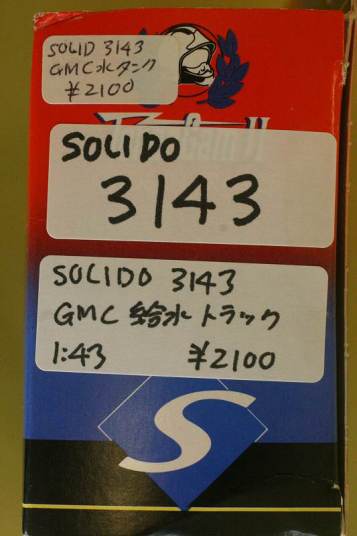 SOLID 3143
GMC水タンク
¥2100
SOLIDO
3143
SOLIDO 3143
GMC 給水トラック
1:43 ¥2100
S